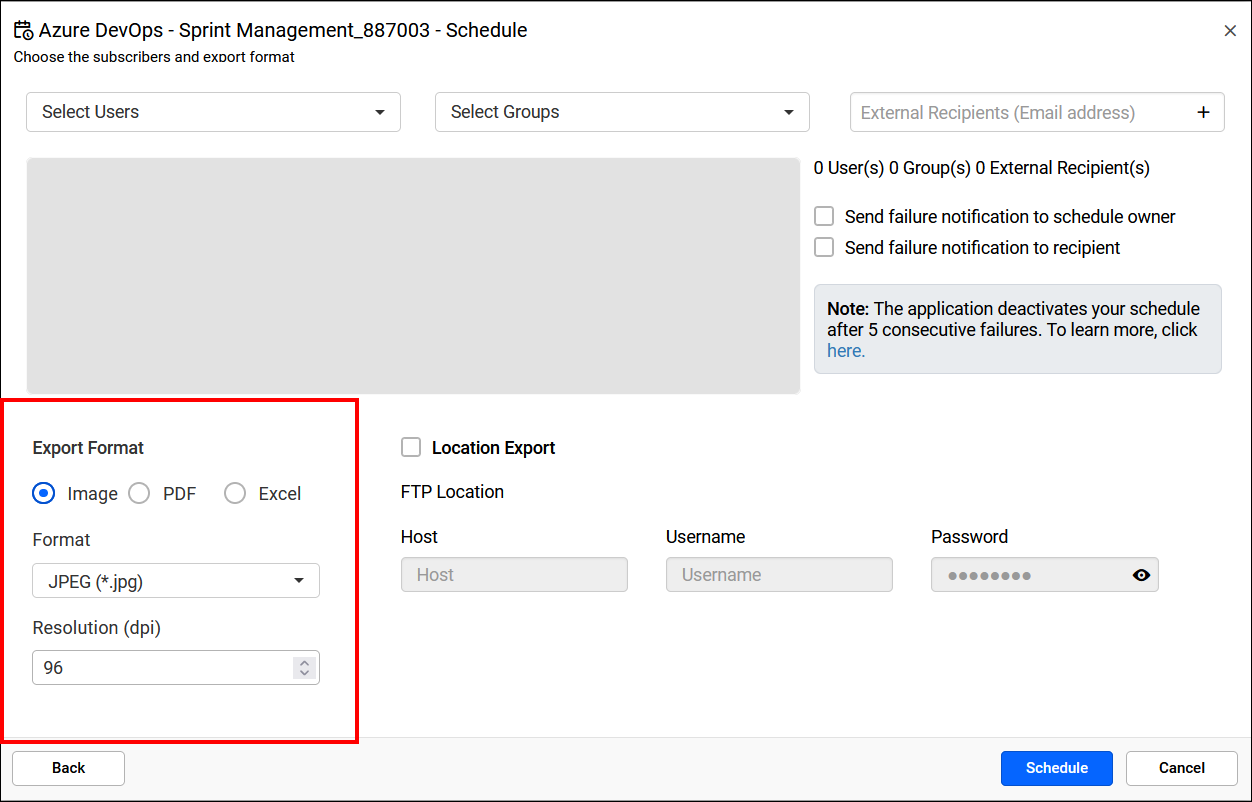 Azure DevOps - Sprint Management_887003 - Schedule
Choose the subscribers and export format
Select Users
Select Groups
External Recipients (Email address)
0 User(s) 0 Group(s) 0 External Recipient(s)
Send failure notification to schedule owner
Send failure notification to recipient
Note: The application deactivates your schedule
after 5 consecutive failures. To learn more, click
here.
Export Format
Image PDF Excel
Format
JPEG (*.jpg)
Resolution (dpi)
96
Location Export
FTP Location
Host Username Password
Host Username ●●●●●●●●
Back
Schedule
Cancel